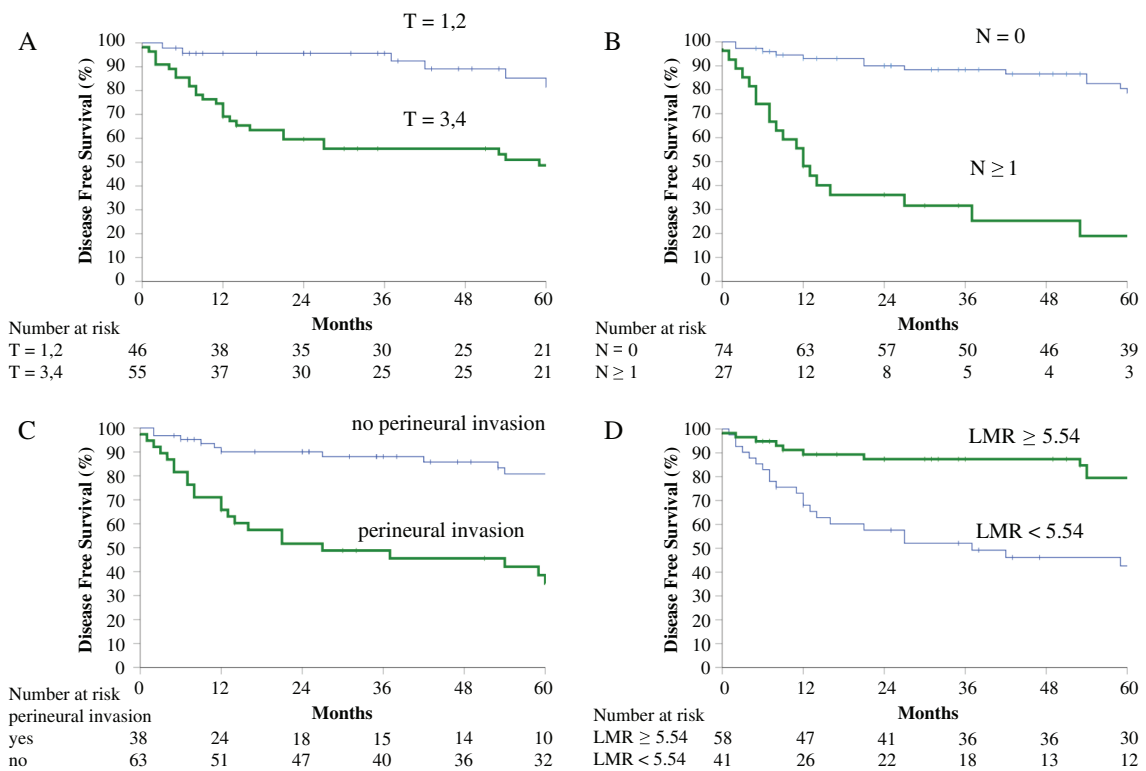 A
T = 1,2
Disease Free Survival (%)
100
90
80
70
60
50
40
30
20
10
0
T = 3,4
0 12 24 36 48 60
Number at risk Months
T = 1,2 46 38 35 30 25 21
T = 3,4 55 37 30 25 25 21
B
N = 0
Disease Free Survival (%)
100
90
80
70
60
50
40
30
20
10
0
N ≥ 1
0 12 24 36 48 60
Number at risk Months
N = 0 74 63 57 50 46 39
N ≥ 1 27 12 8 5 4 3
C
no perineural invasion
Disease Free Survival (%)
100
90
80
70
60
50
40
30
20
10
0
perineural invasion
0 12 24 36 48 60
Number at risk
perineural invasion Months
yes 38 24 18 15 14 10
no 63 51 47 40 36 32
D
LMR ≥ 5.54
Disease Free Survival (%)
100
90
80
70
60
50
40
30
20
10
0
LMR < 5.54
0 12 24 36 48 60
Number at risk Months
LMR ≥ 5.54 58 47 41 36 36 30
LMR < 5.54 41 26 22 18 13 12